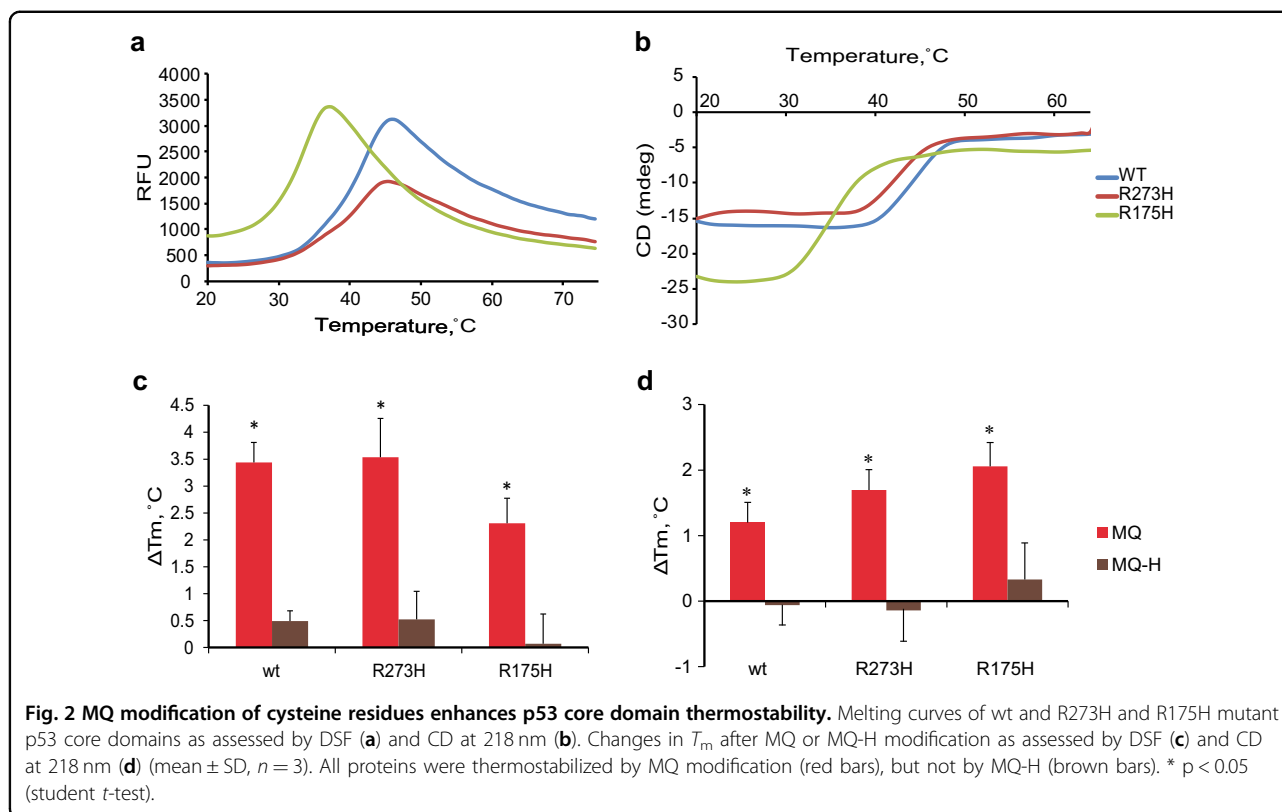 a
4000
3500
3000
2500
2000
1500
1000
500
0
RFU
20 30 40 50 60 70
Temperature,˚C
b
Temperature,˚C
5
0
-5
-10
-15
-20
-25
-30
CD (mdeg)
20 30 40 50 60
WT
R273H
R175H
c
4.5
4
3.5
3
2.5
2
1.5
1
0.5
0
ΔTm, ˚C
* * *
wt R273H R175H
d
3
2
1
0
-1
ΔTm, ˚C
* * *
wt R273H R175H
MQ
MQ-H
Fig. 2 MQ modification of cysteine residues enhances p53 core domain thermostability. Melting curves of wt and R273H and R175H mutant
p53 core domains as assessed by DSF (a) and CD at 218 nm (b). Changes in Tm after MQ or MQ-H modification as assessed by DSF (c) and CD
at 218 nm (d) (mean ± SD, n = 3). All proteins were thermostabilized by MQ modification (red bars), but not by MQ-H (brown bars). * p < 0.05
(student t-test).